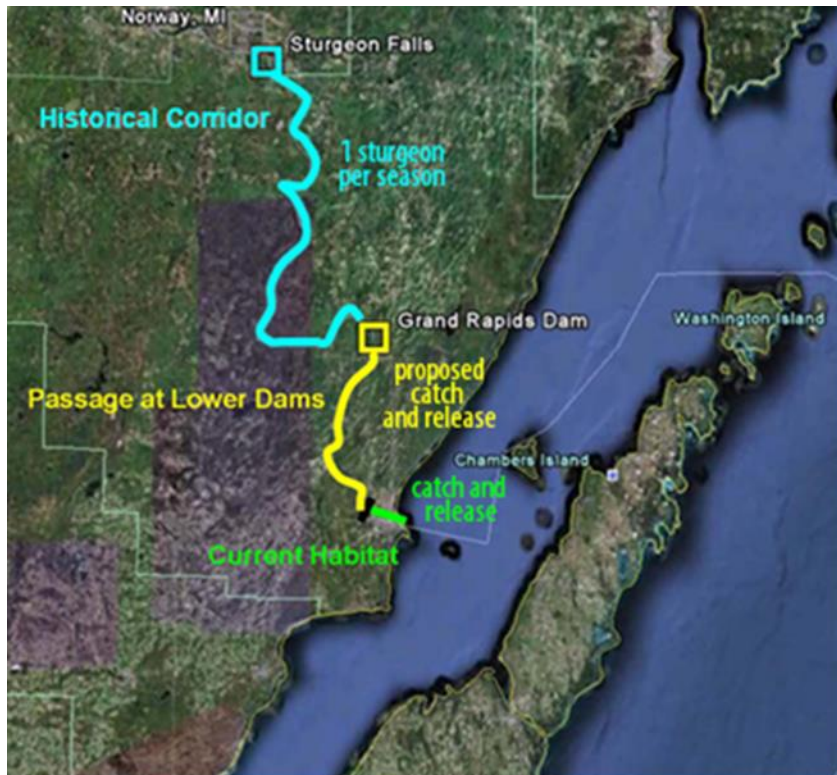 Norway, MI
Sturgeon Falls
Historical Corridor
1 sturgeon
per season
Grand Rapids Dam
Washington Island
Passage at Lower Dams
proposed
catch
and release
Chambers Island
catch and
release
Current Habitat